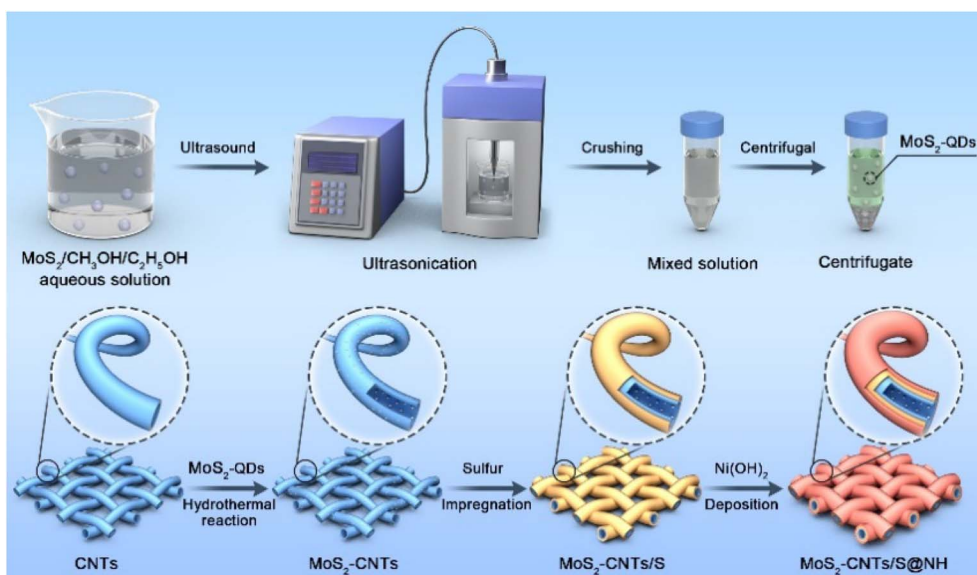 Ultrasound
Crushing
Centrifugal
MoS₂-QDs
MoS₂/CH₃OH/C₂H₅OH
aqueous solution
Ultrasonication
Mixed solution
Centrifugate
MoS₂-QDs
Hydrothermal
reaction
Sulfur
Impregnation
Ni(OH)₂
Deposition
CNTs
MoS₂-CNTs
MoS₂-CNTs/S
MoS₂-CNTs/S@NH